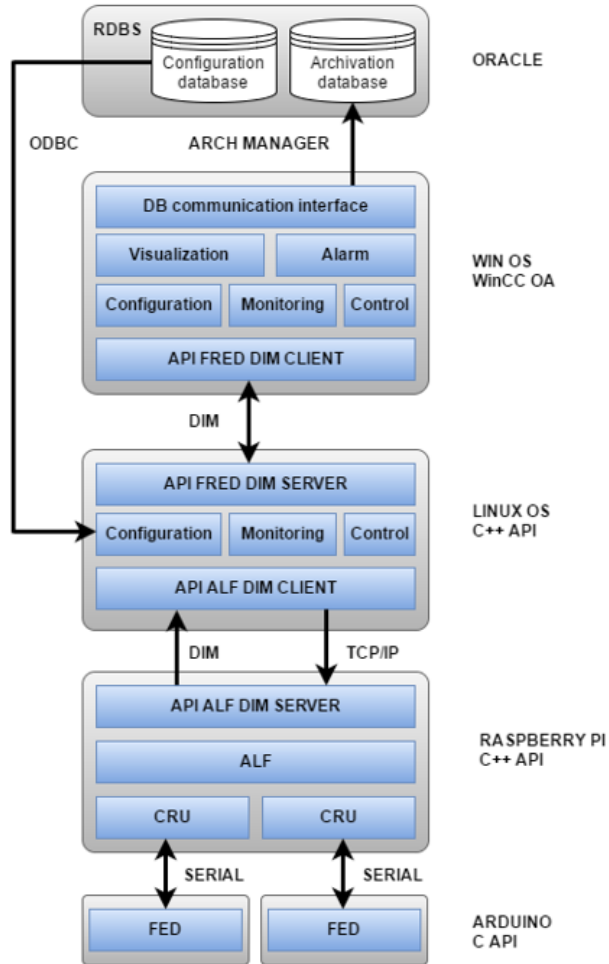 RDBS
Configuration
database
Archivation
database
ORACLE
ODBC
ARCH MANAGER
DB communication interface
Visualization
Alarm
Configuration
Monitoring
Control
API FRED DIM CLIENT
WIN OS
WinCC OA
DIM
API FRED DIM SERVER
Configuration
Monitoring
Control
API ALF DIM CLIENT
LINUX OS
C++ API
DIM
TCP/IP
API ALF DIM SERVER
ALF
CRU
CRU
RASPBERRY PI
C++ API
SERIAL
SERIAL
FED
FED
ARDUINO
C API